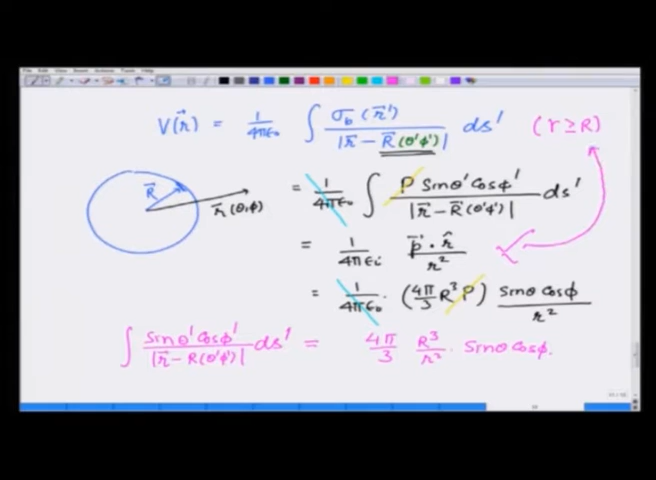 V(r⃗) = 1/4πε₀ ∫ σ_b(r⃗′)/|r⃗ − R⃗(θ′φ′)| ds′ (r ≥ R)
R⃗
r⃗(θ,φ)
= 1/4πε₀ ∫ P Sinθ′ Cosφ′/|r⃗ − R⃗(θ′φ′)| ds′
= 1/4πε₀ p⃗ · r̂/r²
= 1/4πε₀ · (4π/3 R³ P) sinθ cosφ/r²
∫ Sinθ′ Cosφ′/|r⃗ − R(θ′φ′)| ds′ = 4π/3 R³/r² · Sinθ Cosφ.